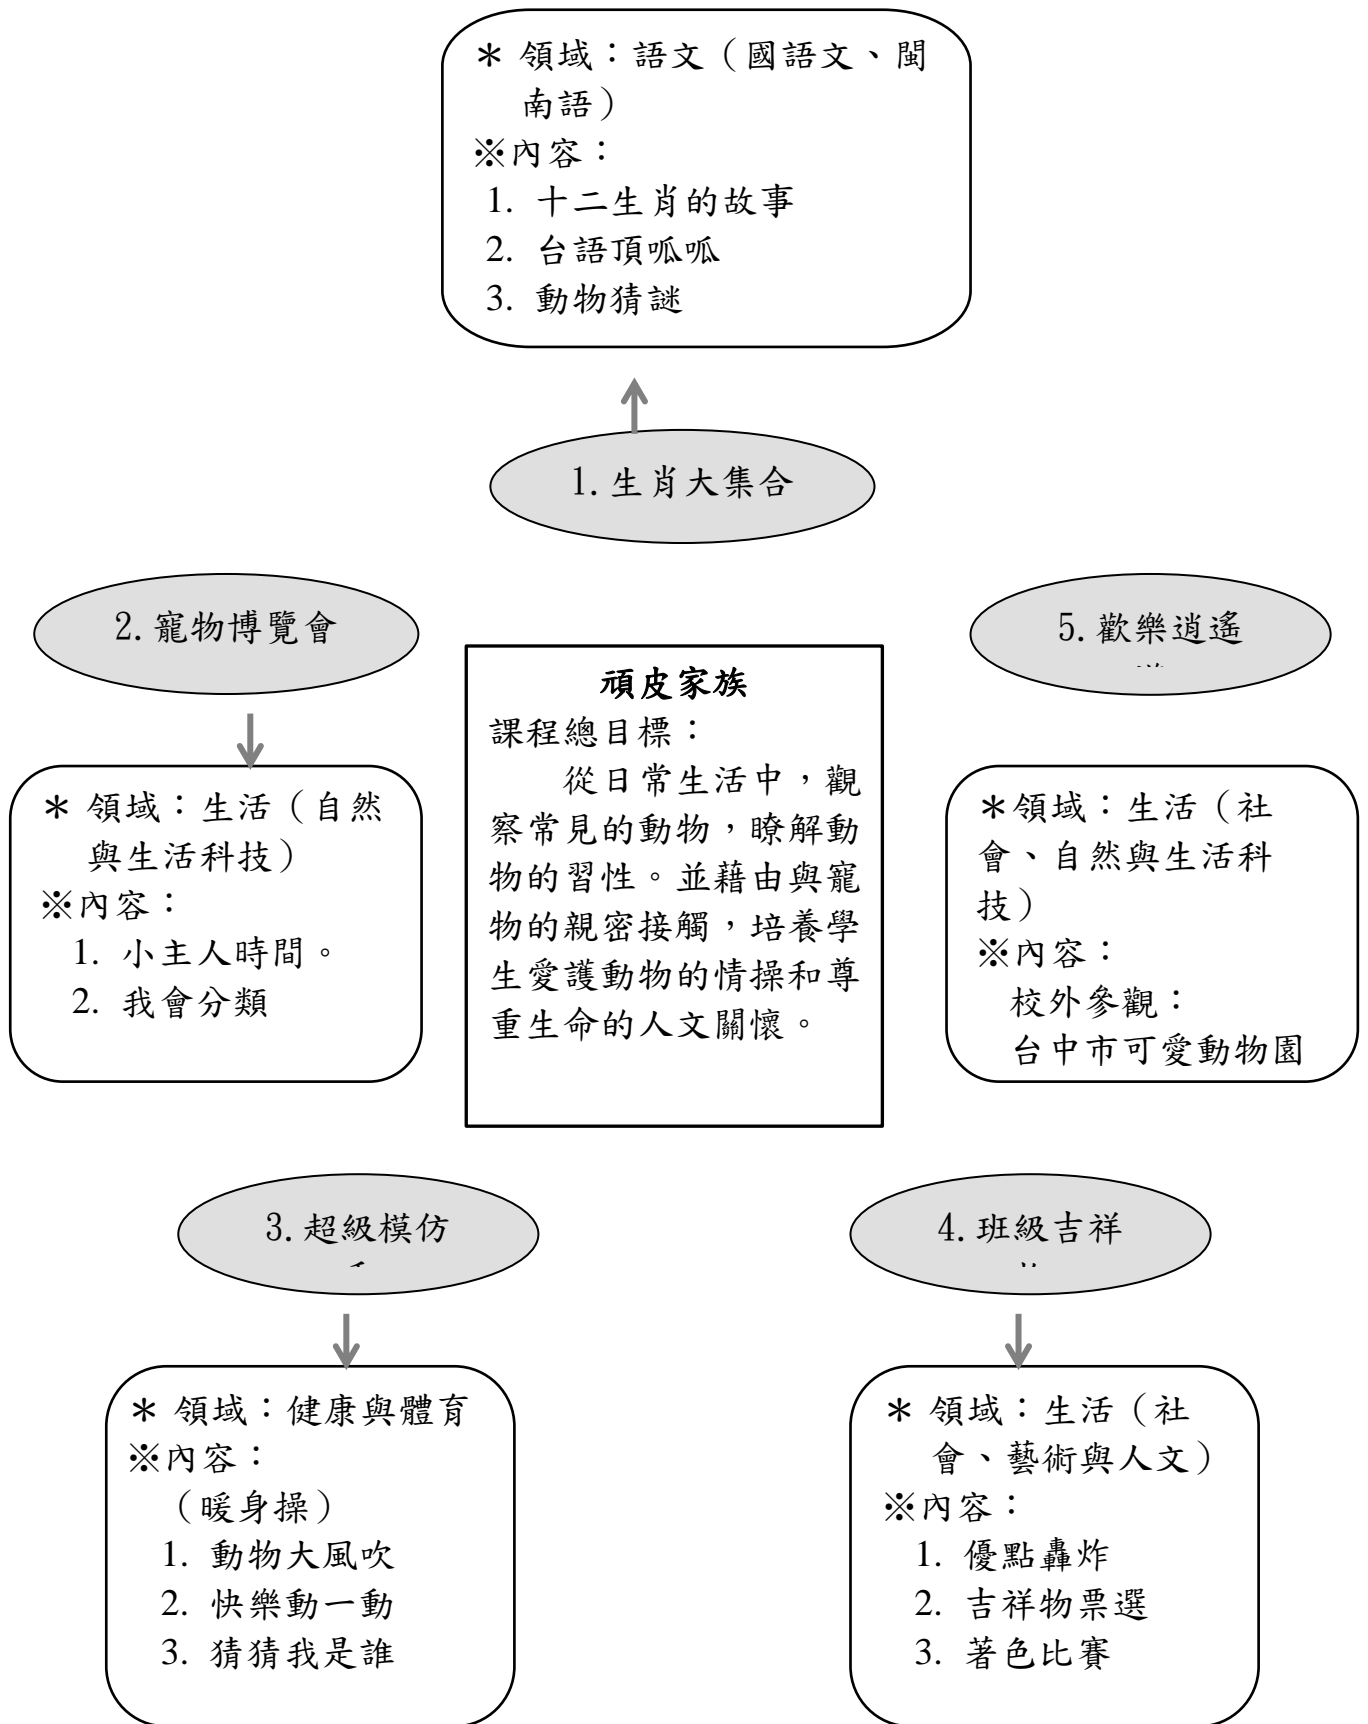 ＊ 領域：語文（國語文、閩
南語）
※內容：
1. 十二生肖的故事
2. 台語頂呱呱
3. 動物猜謎
1.生肖大集合
2.寵物博覽會
＊ 領域：生活（自然
與生活科技）
※內容：
1. 小主人時間。
2. 我會分類
頑皮家族
課程總目標：
從日常生活中，觀
察常見的動物，瞭解動
物的習性。並藉由與寵
物的親密接觸，培養學
生愛護動物的情操和尊
重生命的人文關懷。
5.歡樂逍遙
＊領域：生活（社
會、自然與生活科
技）
※內容：
校外參觀：
台中市可愛動物園
3.超級模仿
＊ 領域：健康與體育
※內容：
（暖身操）
1. 動物大風吹
2. 快樂動一動
3. 猜猜我是誰
4.班級吉祥
＊ 領域：生活（社
會、藝術與人文）
※內容：
1. 優點轟炸
2. 吉祥物票選
3. 著色比賽